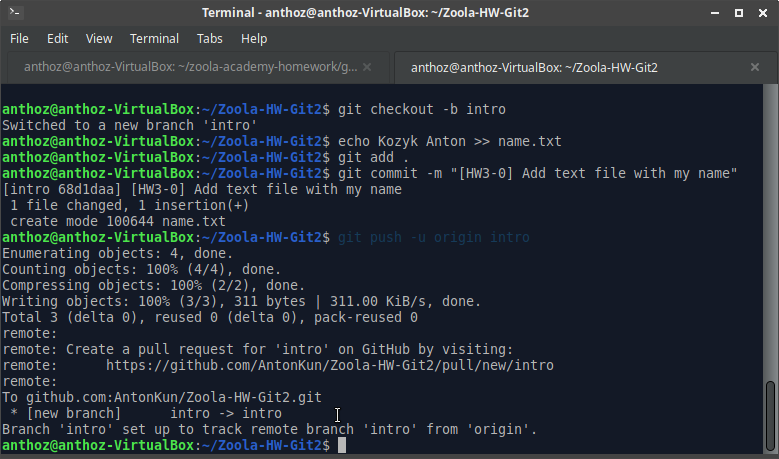 Terminal - anthoz@anthoz-VirtualBox: ~/Zoola-HW-Git2
File Edit View Terminal Tabs Help
anthoz@anthoz-VirtualBox: ~/zoola-academy-homework/g... × anthoz@anthoz-VirtualBox: ~/Zoola-HW-Git2 ×
anthoz@anthoz-VirtualBox:~/Zoola-HW-Git2$ git checkout -b intro
Switched to a new branch 'intro'
anthoz@anthoz-VirtualBox:~/Zoola-HW-Git2$ echo Kozyk Anton >> name.txt
anthoz@anthoz-VirtualBox:~/Zoola-HW-Git2$ git add .
anthoz@anthoz-VirtualBox:~/Zoola-HW-Git2$ git commit -m "[HW3-0] Add text file with my name"
[intro 68d1daa] [HW3-0] Add text file with my name
 1 file changed, 1 insertion(+)
 create mode 100644 name.txt
anthoz@anthoz-VirtualBox:~/Zoola-HW-Git2$ git push -u origin intro
Enumerating objects: 4, done.
Counting objects: 100% (4/4), done.
Compressing objects: 100% (2/2), done.
Writing objects: 100% (3/3), 311 bytes | 311.00 KiB/s, done.
Total 3 (delta 0), reused 0 (delta 0), pack-reused 0
remote:
remote: Create a pull request for 'intro' on GitHub by visiting:
remote:      https://github.com/AntonKun/Zoola-HW-Git2/pull/new/intro
remote:
To github.com:AntonKun/Zoola-HW-Git2.git
 * [new branch]      intro -> intro
Branch 'intro' set up to track remote branch 'intro' from 'origin'.
anthoz@anthoz-VirtualBox:~/Zoola-HW-Git2$